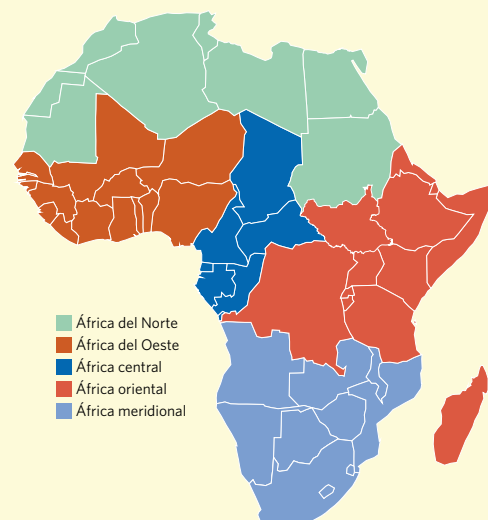 África del Norte
África del Oeste
África central
África oriental
África meridional